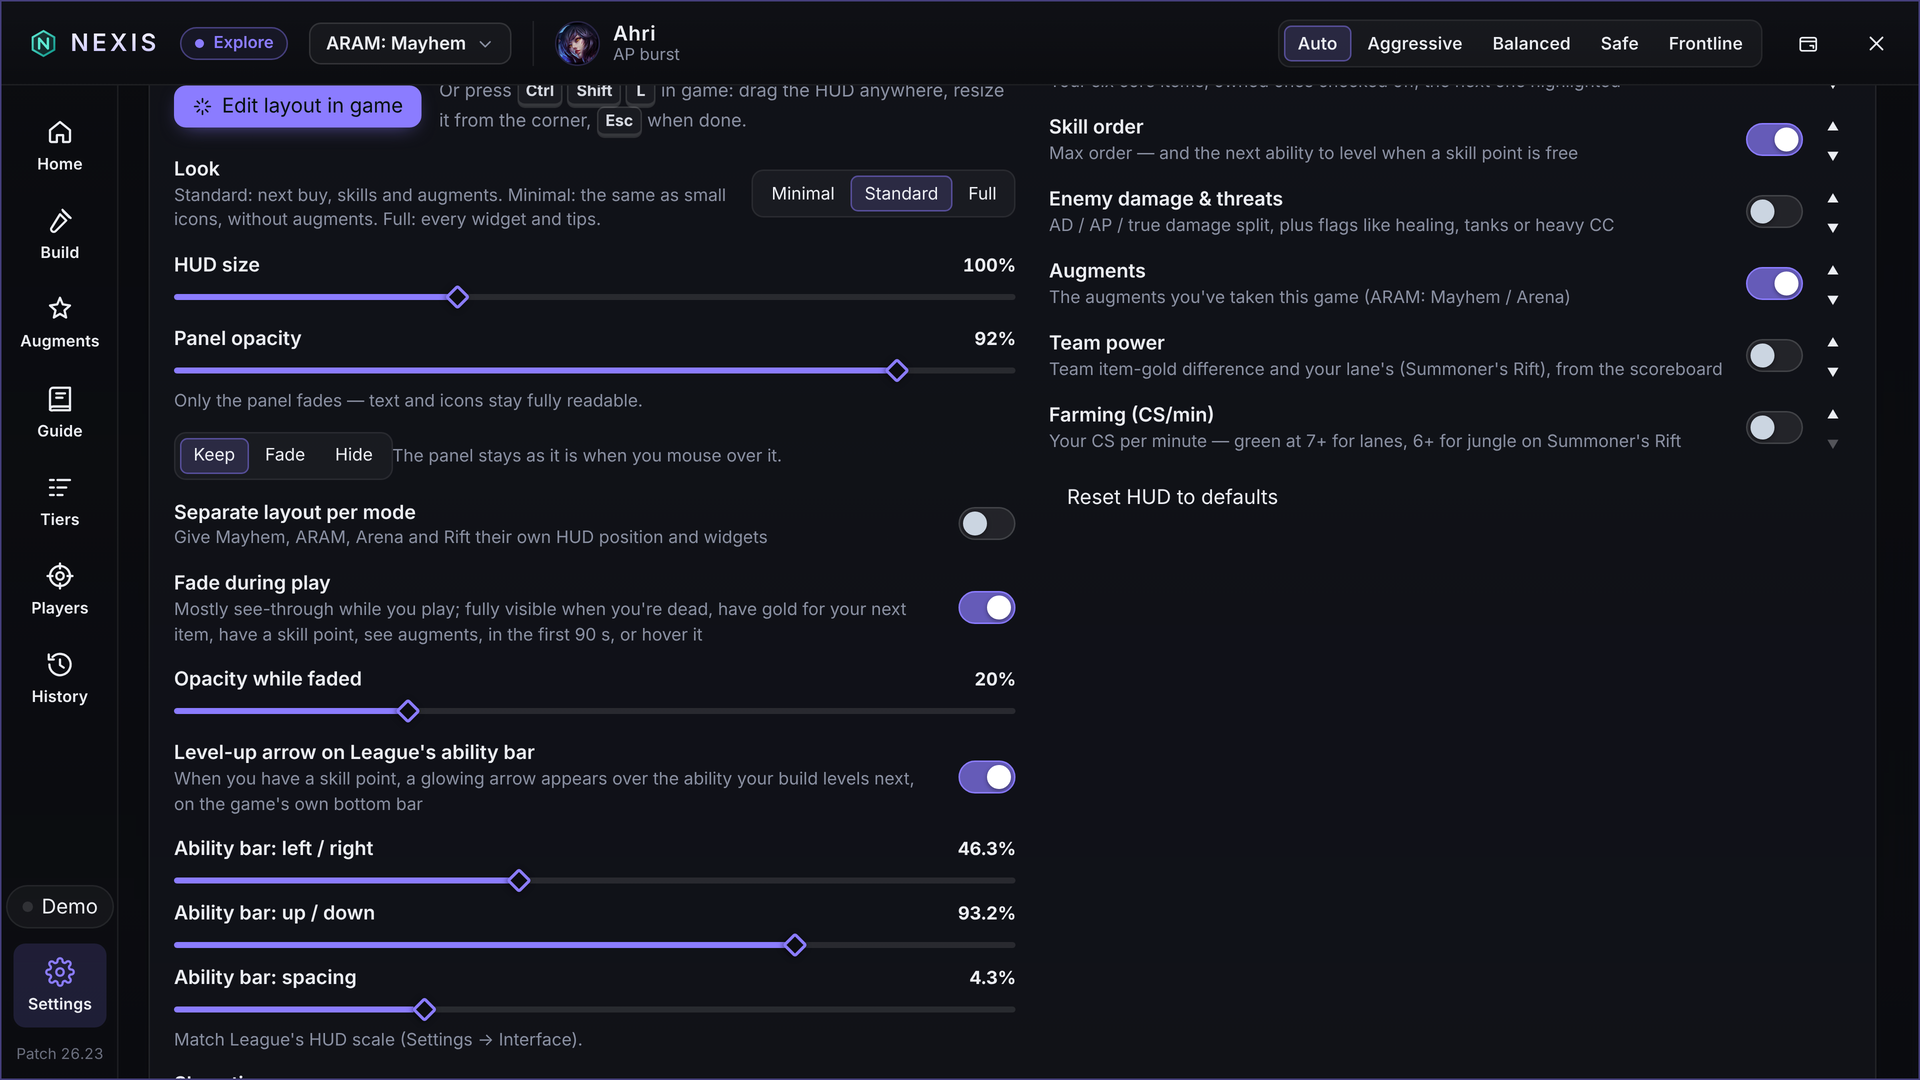 NEXIS
Explore
ARAM: Mayhem
Ahri
AP burst
Auto
Aggressive
Balanced
Safe
Frontline
Home
Build
Augments
Guide
Tiers
Players
History
Demo
Settings
Patch 26.23
Edit layout in game
Or press Ctrl Shift L in game: drag the HUD anywhere, resize
it from the corner, Esc when done.
Look
Standard: next buy, skills and augments. Minimal: the same as small
icons, without augments. Full: every widget and tips.
Minimal
Standard
Full
HUD size
100%
Panel opacity
92%
Only the panel fades — text and icons stay fully readable.
Keep
Fade
Hide
The panel stays as it is when you mouse over it.
Separate layout per mode
Give Mayhem, ARAM, Arena and Rift their own HUD position and widgets
Fade during play
Mostly see-through while you play; fully visible when you're dead, have gold for your next
item, have a skill point, see augments, in the first 90 s, or hover it
Opacity while faded
20%
Level-up arrow on League's ability bar
When you have a skill point, a glowing arrow appears over the ability your build levels next,
on the game's own bottom bar
Ability bar: left / right
46.3%
Ability bar: up / down
93.2%
Ability bar: spacing
4.3%
Match League's HUD scale (Settings → Interface).
Skill order
Max order — and the next ability to level when a skill point is free
Enemy damage & threats
AD / AP / true damage split, plus flags like healing, tanks or heavy CC
Augments
The augments you've taken this game (ARAM: Mayhem / Arena)
Team power
Team item-gold difference and your lane's (Summoner's Rift), from the scoreboard
Farming (CS/min)
Your CS per minute — green at 7+ for lanes, 6+ for jungle on Summoner's Rift
Reset HUD to defaults